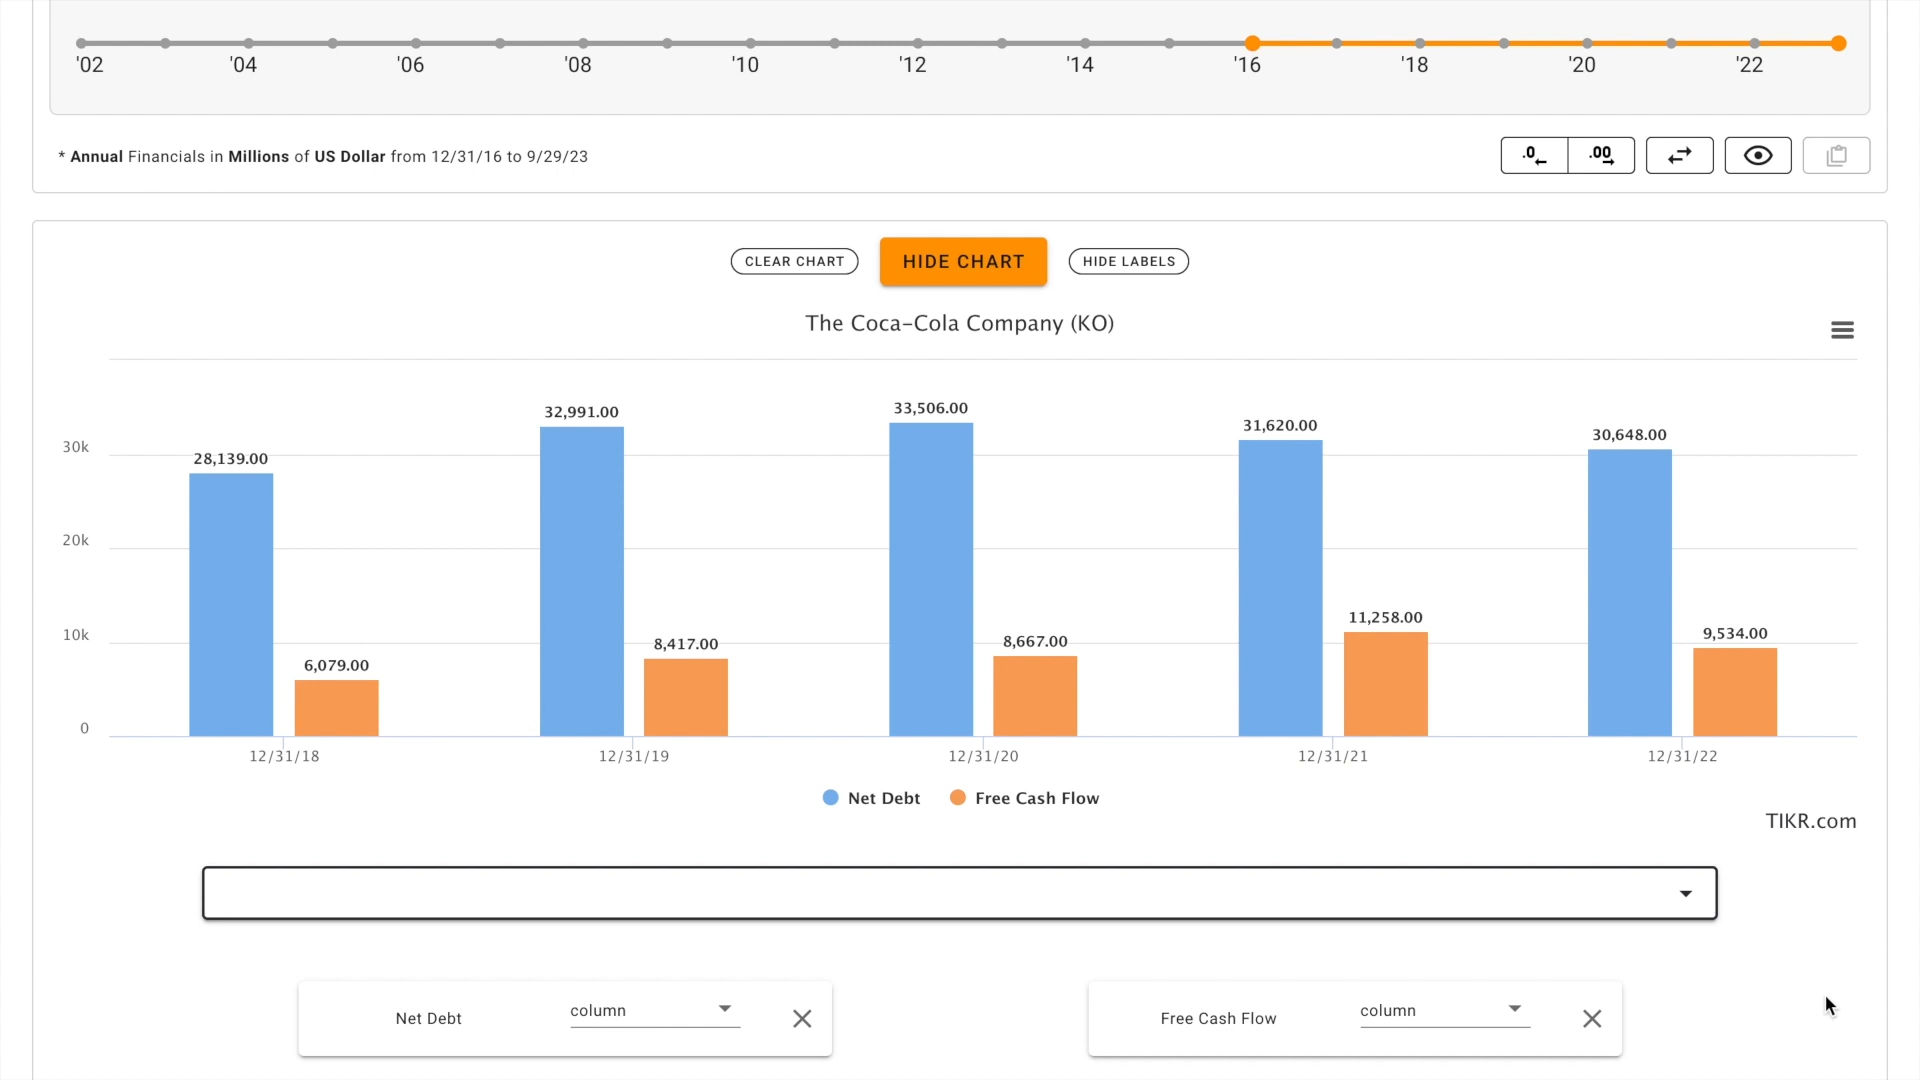 '02 '04 '06 '08 '10 '12 '14 '16 '18 '20 '22
* Annual Financials in Millions of US Dollar from 12/31/16 to 9/29/23
.0 .00
CLEAR CHART HIDE CHART HIDE LABELS
The Coca-Cola Company (KO)
33,506.00
32,991.00
31,620.00
30,648.00
30k
28,139.00
20k
11,258.00
10k
9,534.00
8,667.00
8,417.00
6,079.00
0
12/31/18 12/31/19 12/31/20 12/31/21 12/31/22
Net Debt Free Cash Flow
TIKR.com
Net Debt column Free Cash Flow column